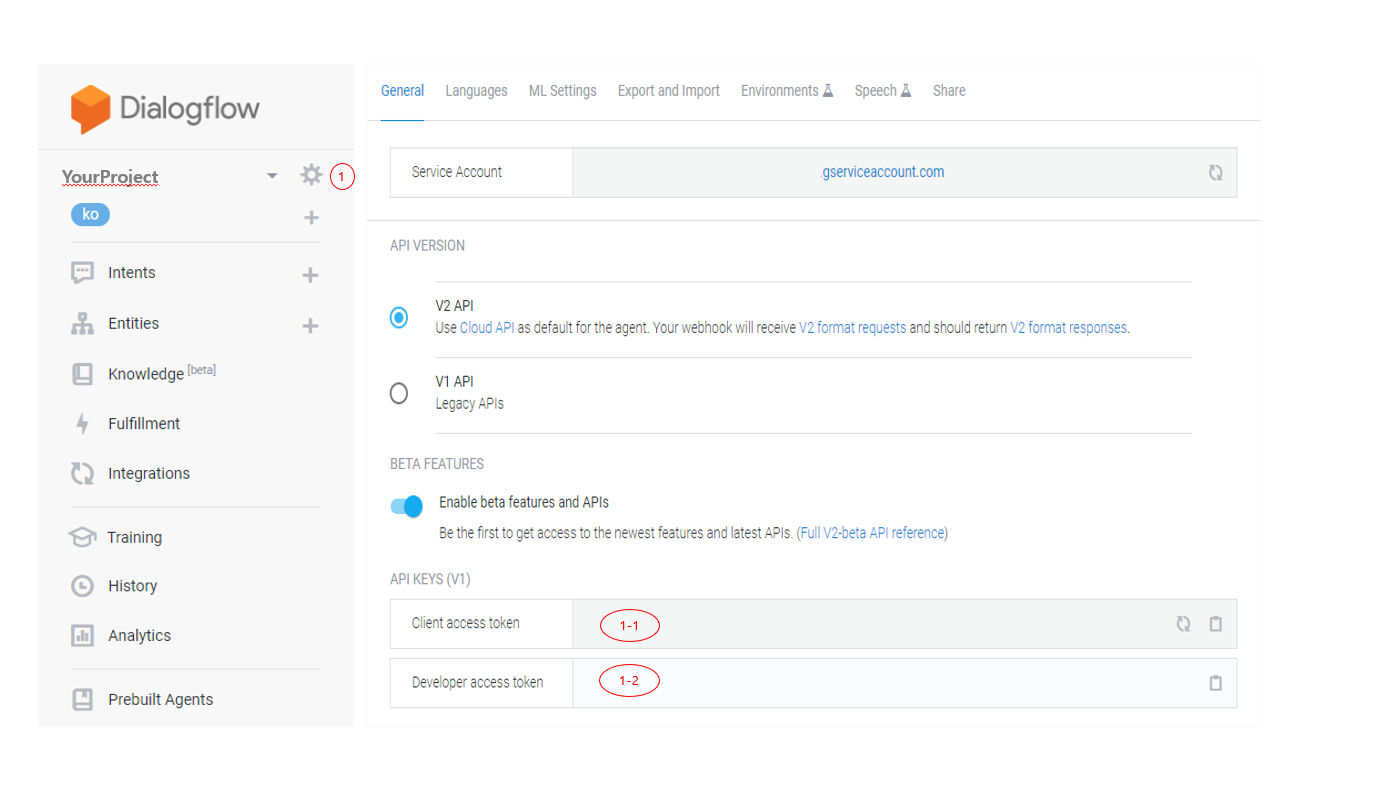 Dialogflow
YourProject
1
ko
Intents
Entities
Knowledge [beta]
Fulfillment
Integrations
Training
History
Analytics
Prebuilt Agents
General Languages ML Settings Export and Import Environments Speech Share
Service Account .gserviceaccount.com
API VERSION
V2 API
Use Cloud API as default for the agent. Your webhook will receive V2 format requests and should return V2 format responses.
V1 API
Legacy APIs
BETA FEATURES
Enable beta features and APIs
Be the first to get access to the newest features and latest APIs. (Full V2-beta API reference)
API KEYS (V1)
Client access token 1-1
Developer access token 1-2